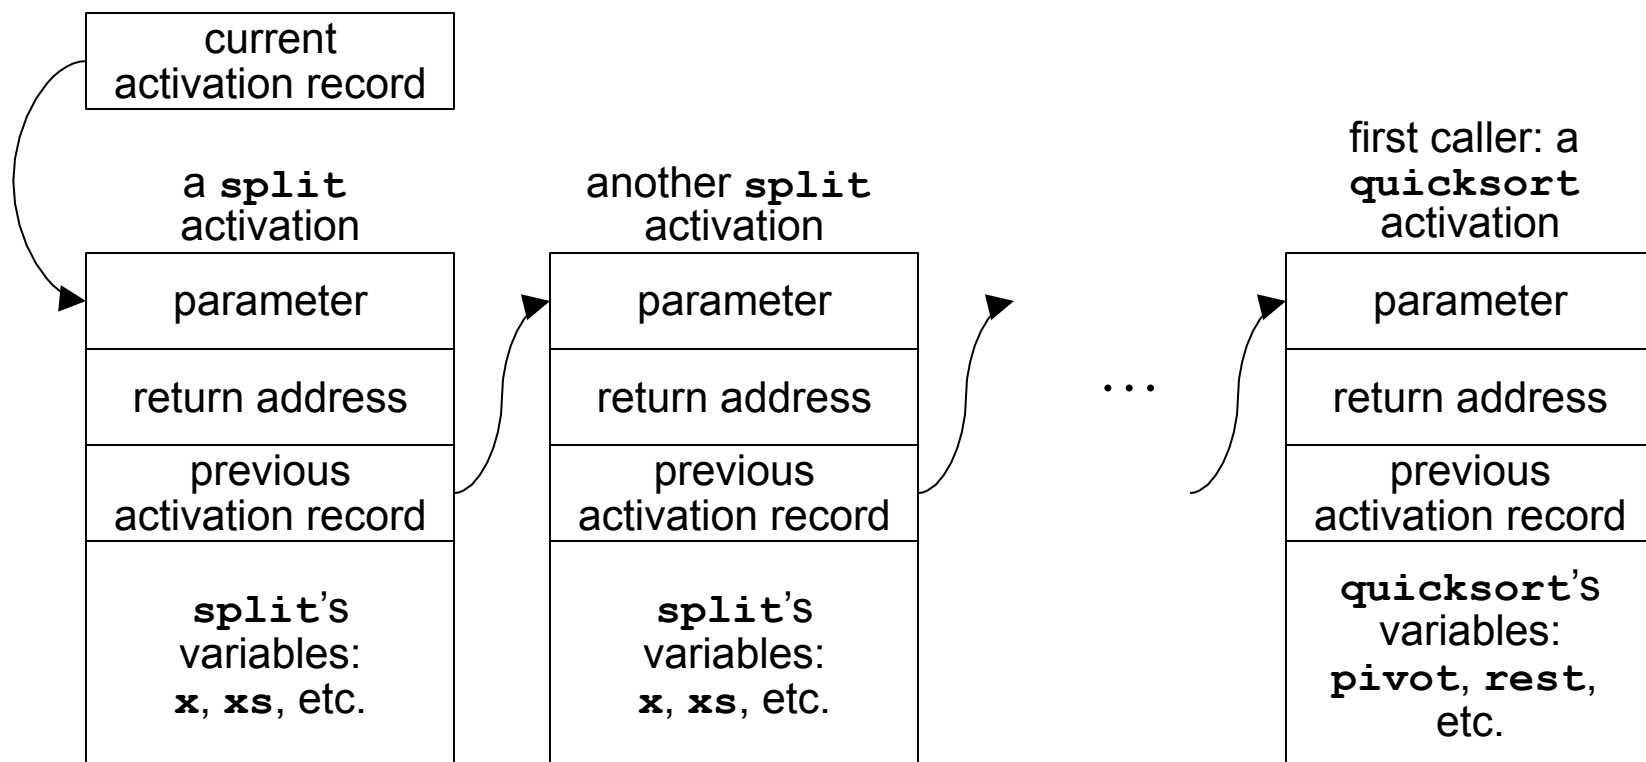 current
activation record
a split
activation
parameter
return address
previous
activation record
split’s
variables:
x, xs, etc.
another split
activation
parameter
return address
previous
activation record
split’s
variables:
x, xs, etc.
...
first caller: a
quicksort
activation
parameter
return address
previous
activation record
quicksort’s
variables:
pivot, rest,
etc.